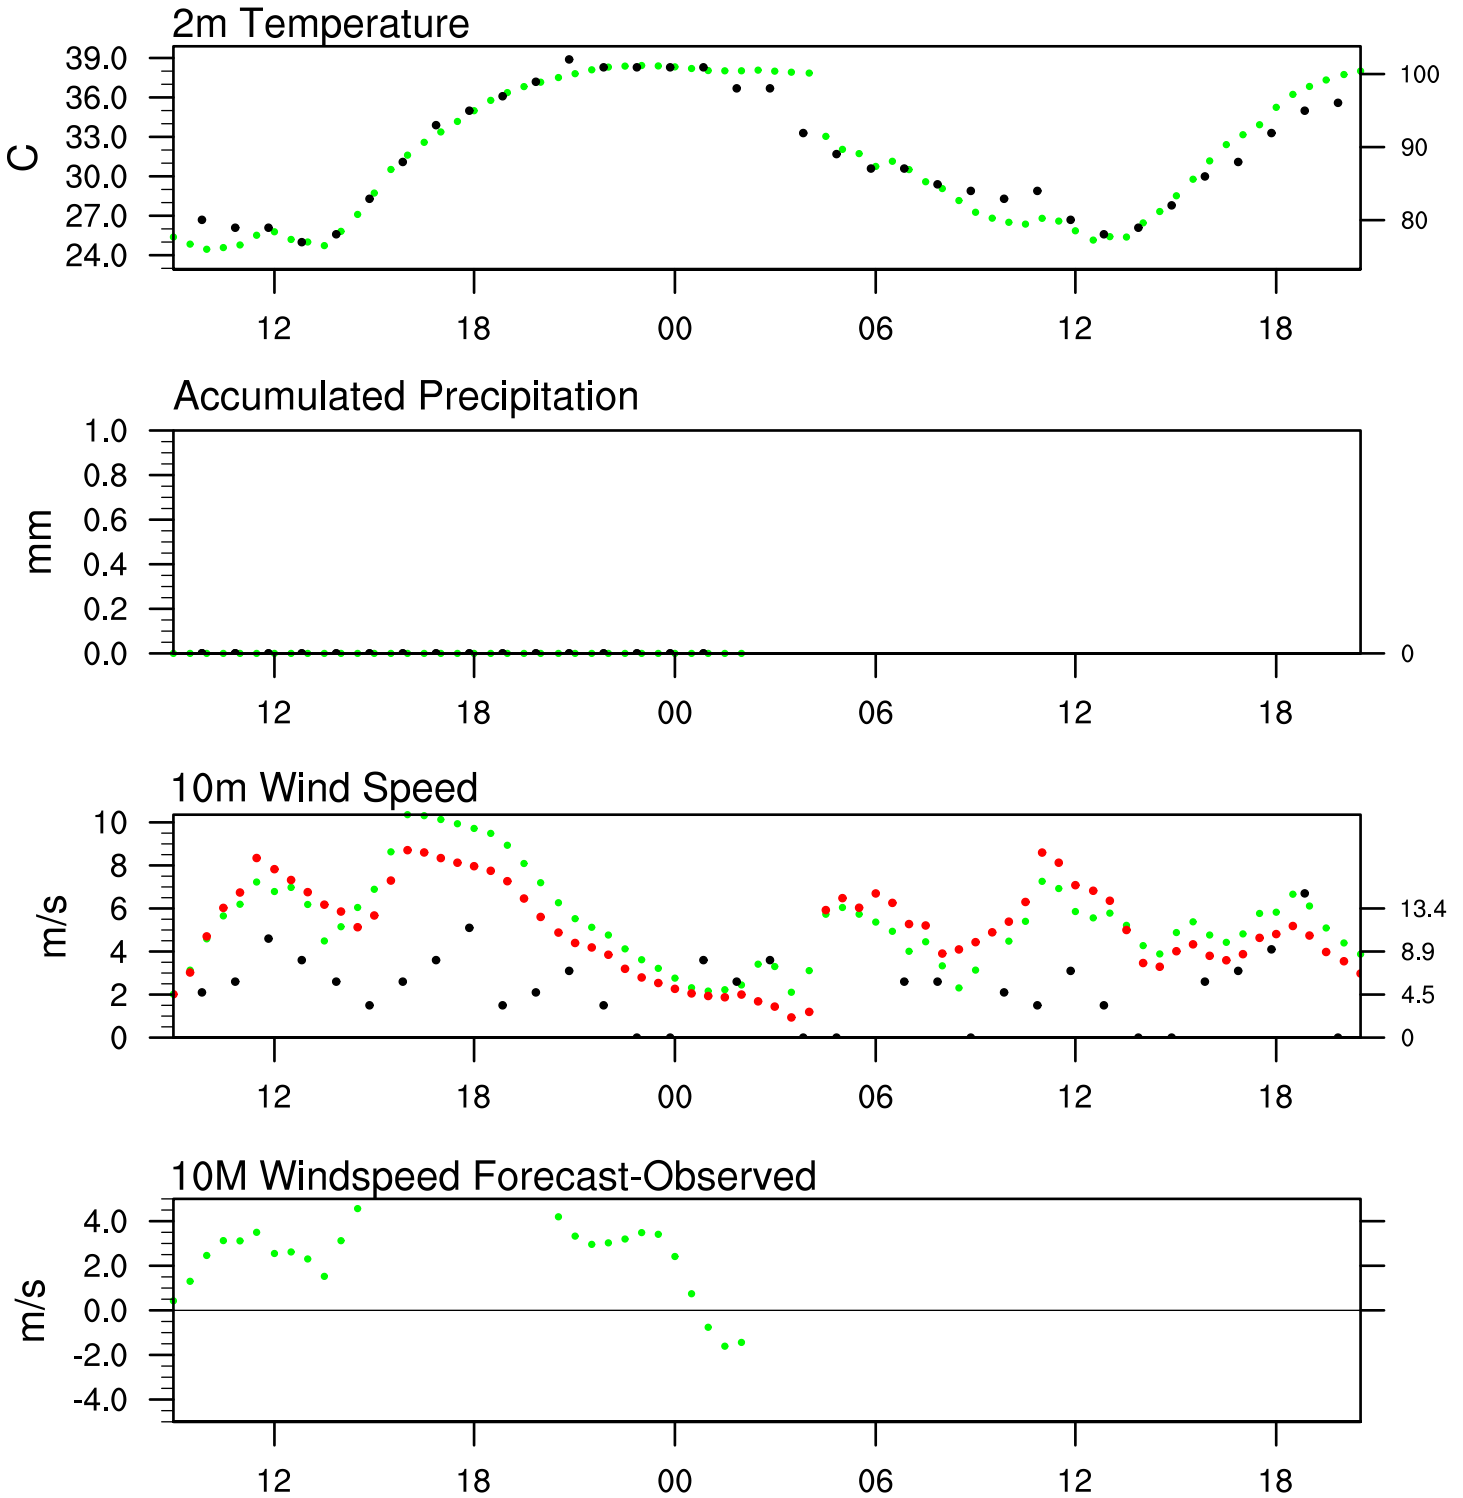 2m Temperature
39.0
36.0
33.0
30.0
27.0
24.0
C
100
90
80
12 18 00 06 12 18
Accumulated Precipitation
1.0
0.8
0.6
0.4
0.2
0.0
mm
0
12 18 00 06 12 18
10m Wind Speed
10
8
6
4
2
0
m/s
13.4
8.9
4.5
0
12 18 00 06 12 18
10M Windspeed Forecast-Observed
4.0
2.0
0.0
-2.0
-4.0
m/s
12 18 00 06 12 18